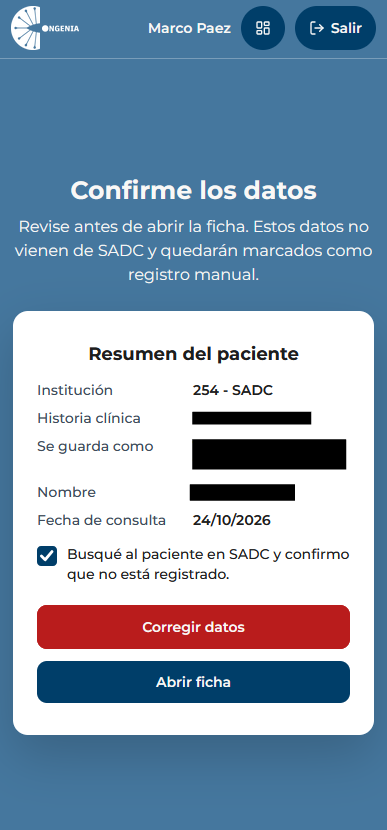 ONGENIA
Marco Paez
Salir
Confirme los datos
Revise antes de abrir la ficha. Estos datos no
vienen de SADC y quedarán marcados como
registro manual.
Resumen del paciente
Institución 254 - SADC
Historia clínica
Se guarda como
Nombre
Fecha de consulta 24/10/2026
Busqué al paciente en SADC y confirmo
que no está registrado.
Corregir datos
Abrir ficha